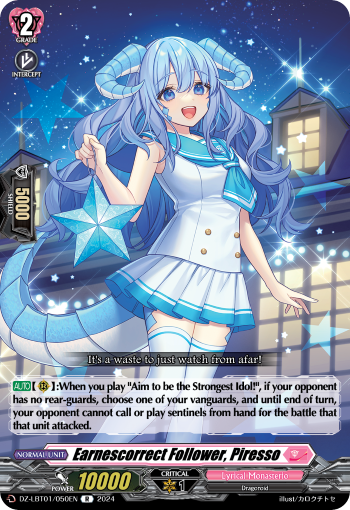 2
GRADE
INTERCEPT
5000
SHIELD
It's a waste to just watch from afar!
AUTO【 】:When you play "Aim to be the Strongest Idol!", if your opponent
has no rear-guards, choose one of your vanguards, and until end of turn,
your opponent cannot call or play sentinels from hand for the battle that
that unit attacked.
NORMAL UNIT
Earnescorrect Follower, Piresso
POWER
10000
CRITICAL
1
Lyrical Monasterio
Dragoroid
D DZ-LBT01/050EN R 2024
illust/カロクチトセ